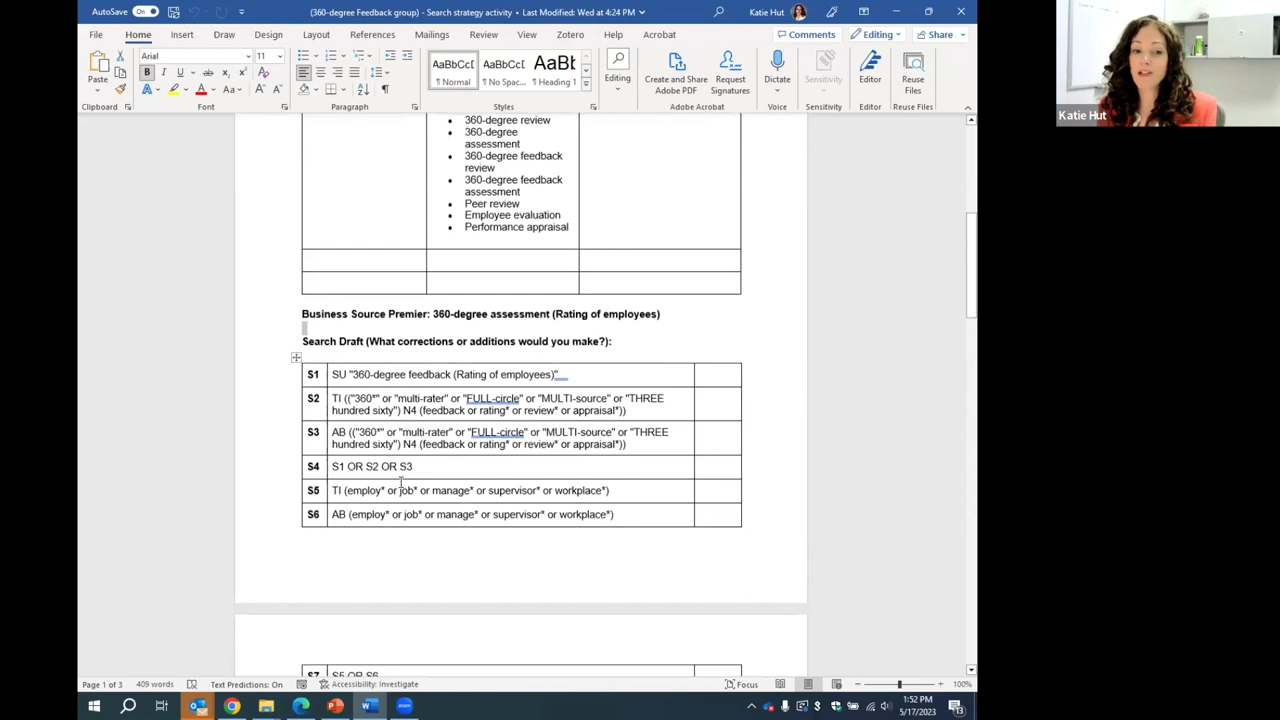 AutoSave On (360-degree Feedback group) - Search strategy activity • Last Modified: Wed at 4:24 PM Katie Hut
File Home Insert Draw Design Layout References Mailings Review View Zotero Help Acrobat Comments Editing Share
Paste Arial 11 AaBbCcD AaBbCcD AaBb Editing Create and Share Request Dictate Sensitivity Editor Reuse
B I U ab x₂ x² A Aa A A ¶ Normal No Spac... Heading 1 Adobe PDF Signatures Files
Clipboard Font Paragraph Styles Adobe Acrobat Voice Sensitivity Editor Reuse Files
Katie Hut
• 360-degree review
• 360-degree
assessment
• 360-degree feedback
review
• 360-degree feedback
assessment
• Peer review
• Employee evaluation
• Performance appraisal
Business Source Premier: 360-degree assessment (Rating of employees)
Search Draft (What corrections or additions would you make?):
S1 SU "360-degree feedback (Rating of employees)"
S2 TI (("360*" or "multi-rater" or "FULL-circle" or "MULTI-source" or "THREE
hundred sixty") N4 (feedback or rating* or review* or appraisal*))
S3 AB (("360*" or "multi-rater" or "FULL-circle" or "MULTI-source" or "THREE
hundred sixty") N4 (feedback or rating* or review* or appraisal*))
S4 S1 OR S2 OR S3
S5 TI (employ* or job* or manage* or supervisor* or workplace*)
S6 AB (employ* or job* or manage* or supervisor* or workplace*)
S7 S5 OR S6
Page 1 of 3 409 words Text Predictions: On Accessibility: Investigate Focus 100%
1:52 PM
5/17/2023